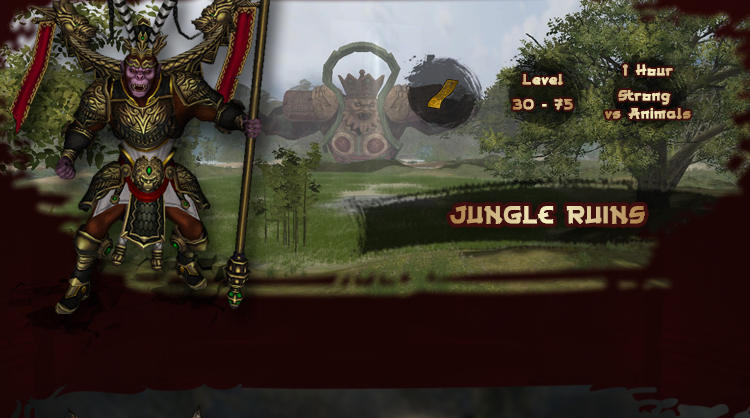 Level
30 - 75
1 Hour
Strong
vs Animals
JUNGLE RUINS